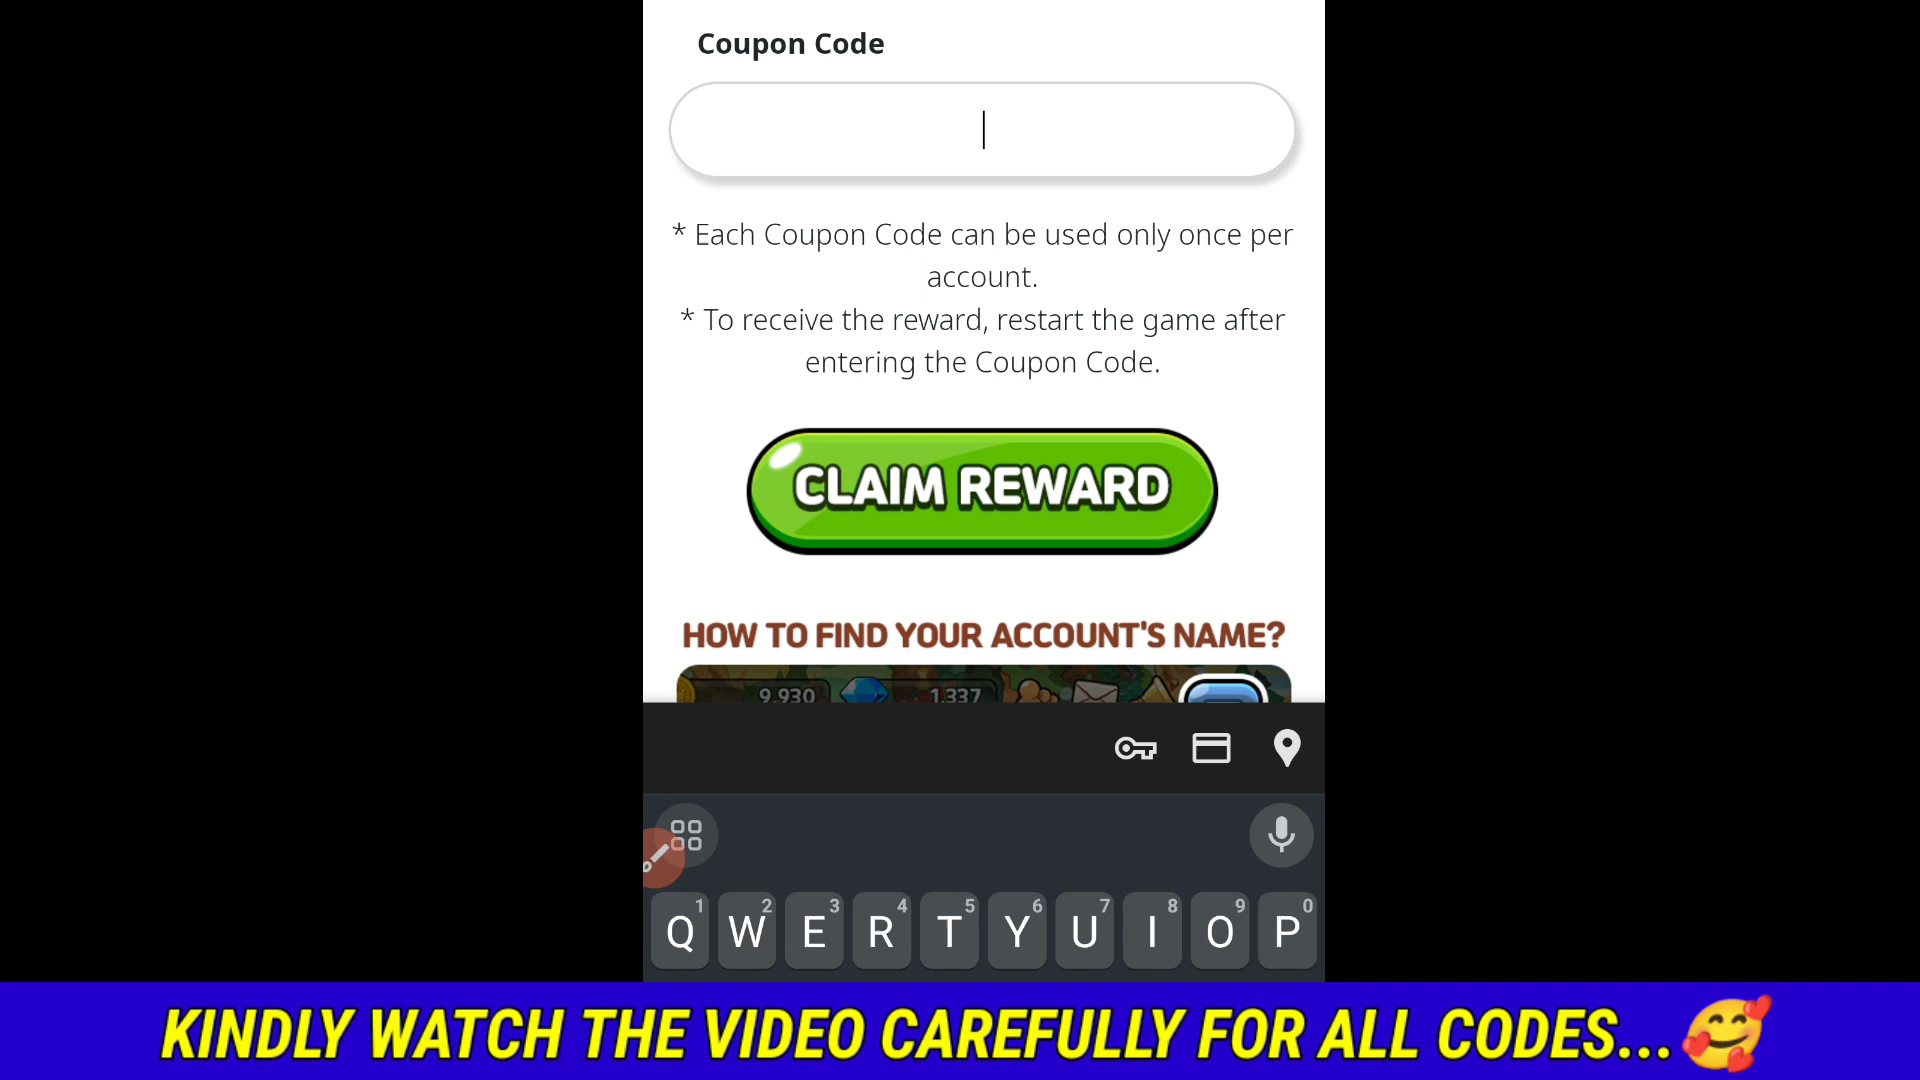 Coupon Code
* Each Coupon Code can be used only once per
account.
* To receive the reward, restart the game after
entering the Coupon Code.
CLAIM REWARD
HOW TO FIND YOUR ACCOUNT'S NAME?
9,930 1,337
1 2 3 4 5 6 7 8 9 0
Q W E R T Y U I O P
KINDLY WATCH THE VIDEO CAREFULLY FOR ALL CODES...